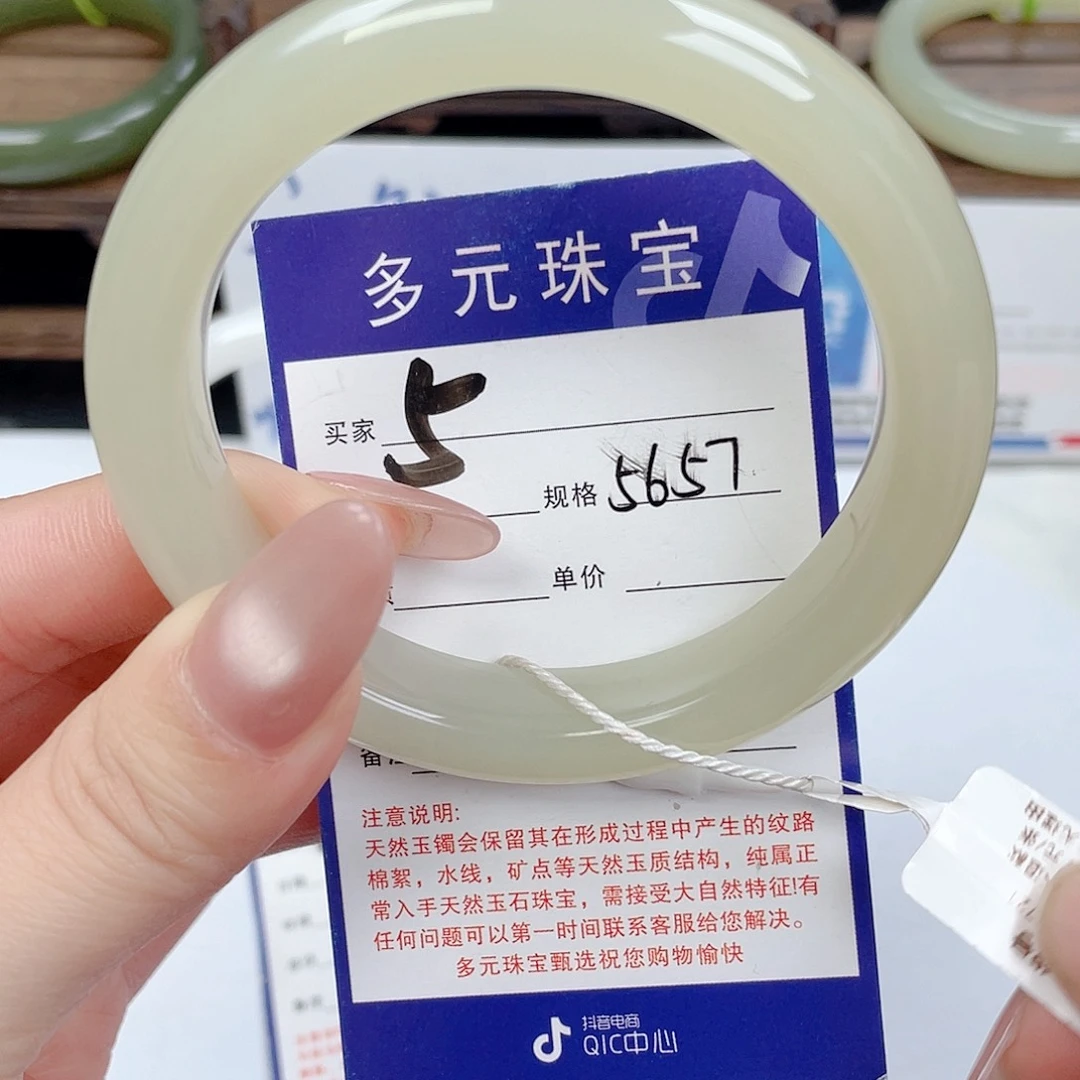 多元珠宝
买家 5
规格 5657
单价
注意说明:
天然玉镯会保留其在形成过程中产生的纹路
棉絮，水线，矿点等天然玉质结构，纯属正
常入手天然玉石珠宝，需接受大自然特征!有
任何问题可以第一时间联系客服给您解决。
多元珠宝甄选祝您购物愉快
抖音电商
QIC中心